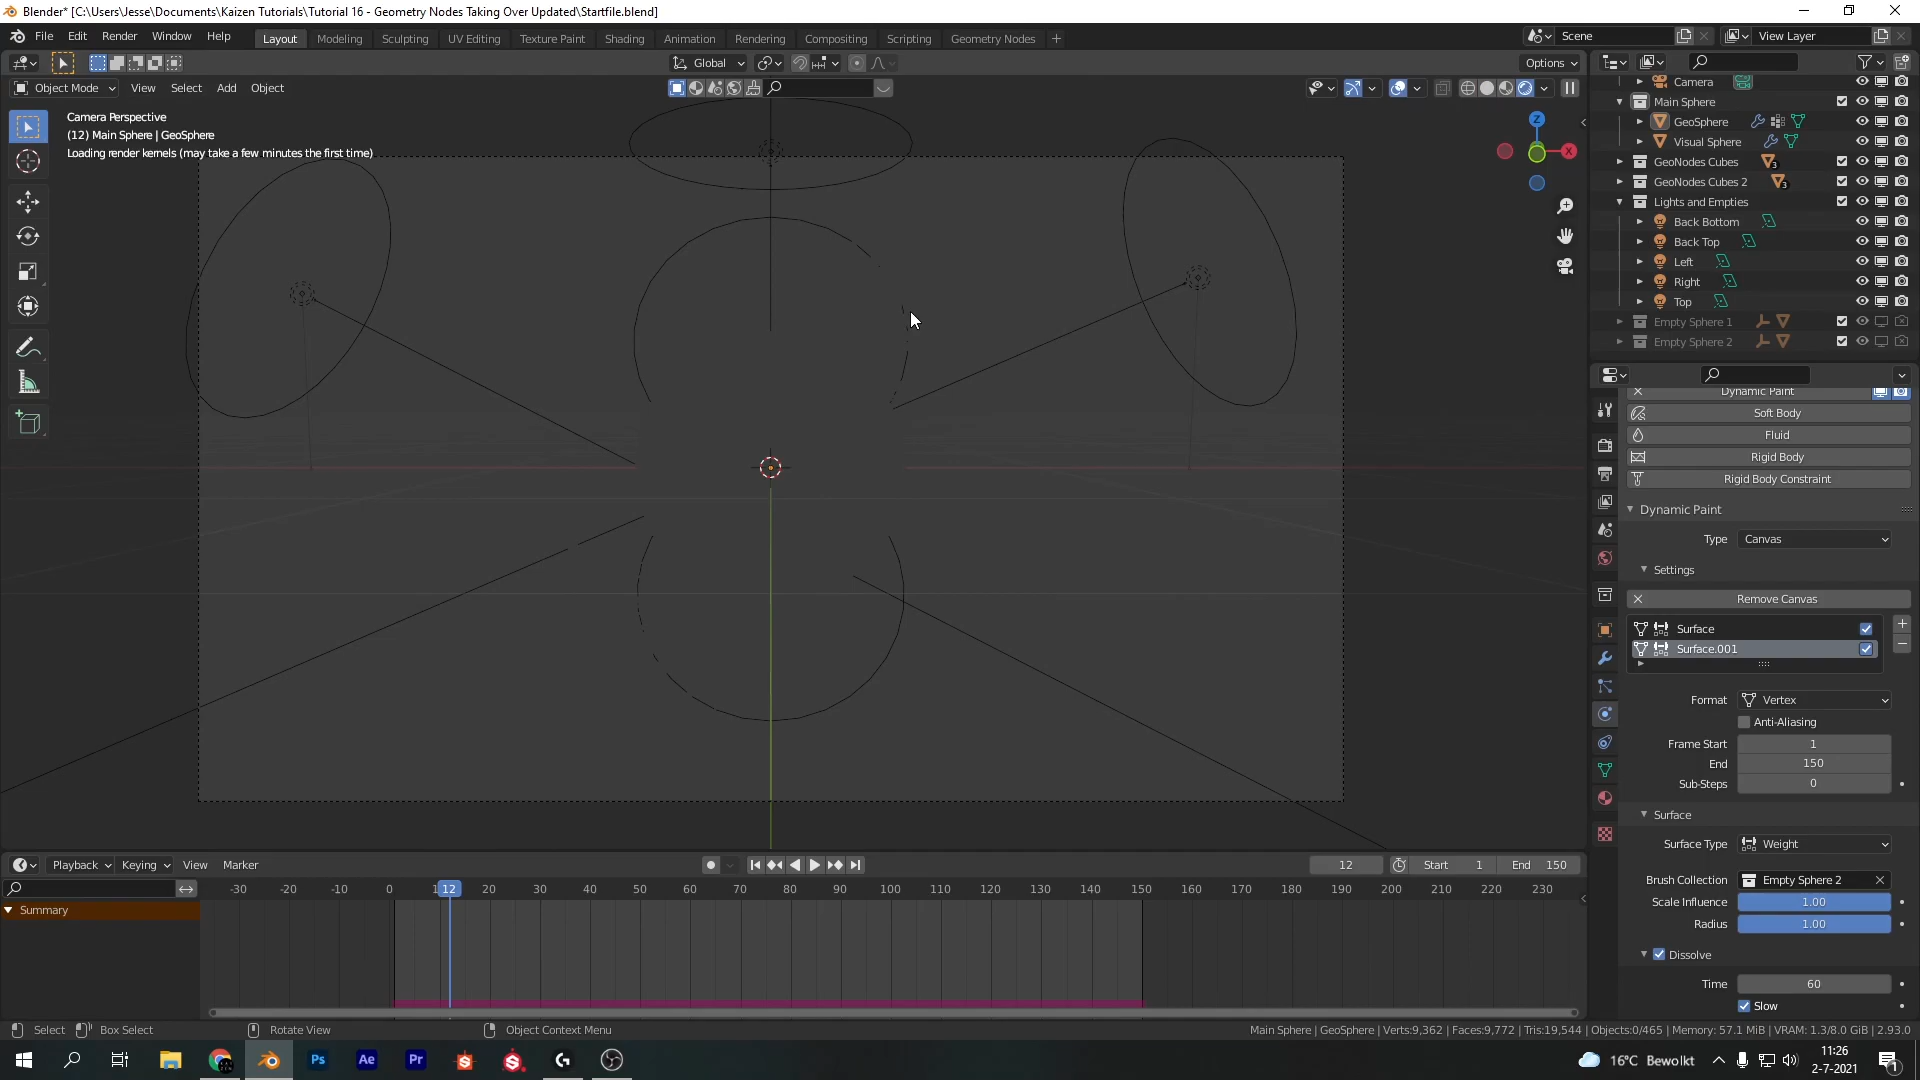 Blender* [C:\Users\Jesse\Documents\Kaizen Tutorials\Tutorial 16 - Geometry Nodes Taking Over Updated\Startfile.blend]
File Edit Render Window Help Layout Modeling Sculpting UV Editing Texture Paint Shading Animation Rendering Compositing Scripting Geometry Nodes + Scene View Layer
Global Options
Object Mode View Select Add Object
Camera Perspective
(12) Main Sphere | GeoSphere
Loading render kernels (may take a few minutes the first time)
Z
X
Camera
Main Sphere
GeoSphere
Visual Sphere
GeoNodes Cubes 3
GeoNodes Cubes 2 3
Lights and Empties
Back Bottom
Back Top
Left
Right
Top
Empty Sphere 1
Empty Sphere 2
Dynamic Paint
Soft Body
Fluid
Rigid Body
Rigid Body Constraint
Dynamic Paint
Type Canvas
Settings
Remove Canvas
Surface
Surface.001
Format Vertex
Anti-Aliasing
Frame Start 1
End 150
Sub-Steps 0
Surface
Surface Type Weight
Brush Collection Empty Sphere 2
Scale Influence 1.00
Radius 1.00
Dissolve
Time 60
Slow
Playback Keying View Marker 12 Start 1 End 150
-30 -20 -10 0 12 20 30 40 50 60 70 80 90 100 110 120 130 140 150 160 170 180 190 200 210 220 230
Summary
Select Box Select Rotate View Object Context Menu Main Sphere | GeoSphere | Verts:9,362 | Faces:9,772 | Tris:19,544 | Objects:0/465 | Memory: 57.1 MiB | VRAM: 1.3/8.0 GiB | 2.93.0
Ps Ae Pr 16°C Bewolkt 11:26
2-7-2021 1